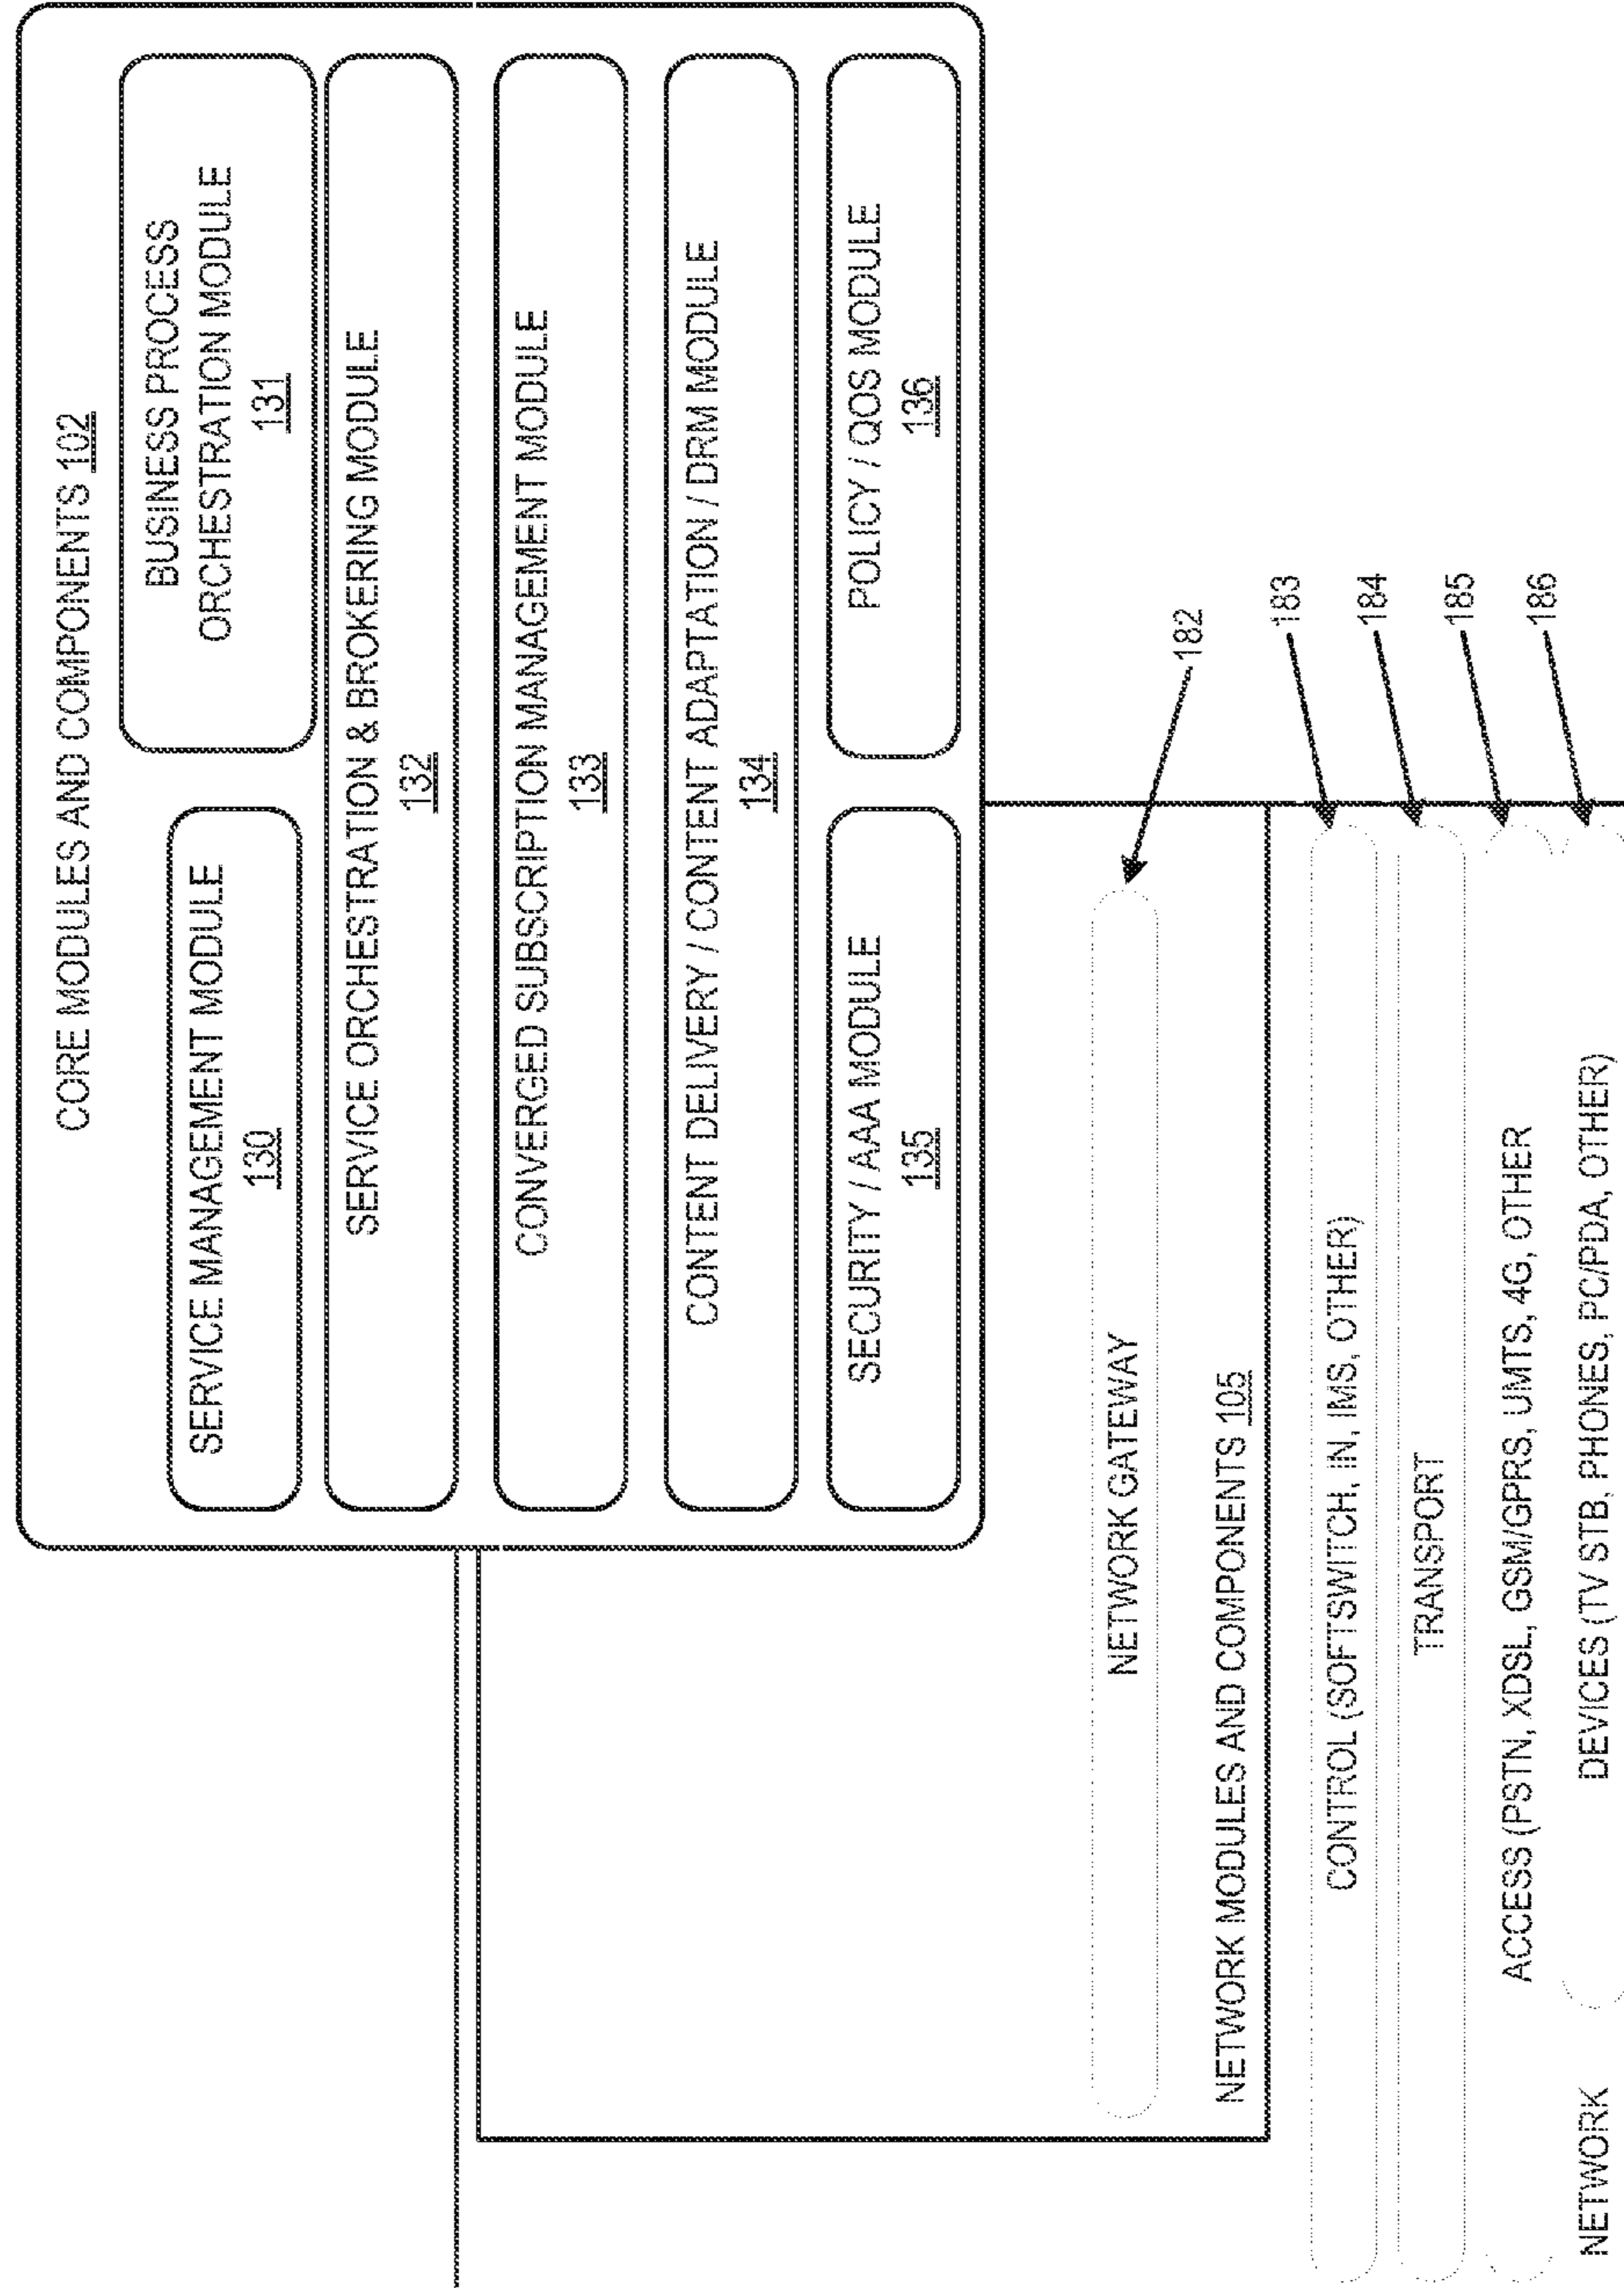 CORE MODULES AND COMPONENTS 102
SERVICE MANAGEMENT MODULE
130
BUSINESS PROCESS
ORCHESTRATION MODULE
131
SERVICE ORCHESTRATION & BROKERING MODULE
132
CONVERGED SUBSCRIPTION MANAGEMENT MODULE
133
CONTENT DELIVERY / CONTENT ADAPTATION / DRM MODULE
134
SECURITY / AAA MODULE
135
POLICY / QOS MODULE
136
NETWORK GATEWAY
182
NETWORK MODULES AND COMPONENTS 105
CONTROL (SOFTSWITCH, IN, IMS, OTHER)
183
TRANSPORT
184
ACCESS (PSTN, XDSL, GSM/GPRS, UMTS, 4G, OTHER
185
NETWORK
DEVICES (TV STB, PHONES, PC/PDA, OTHER)
186